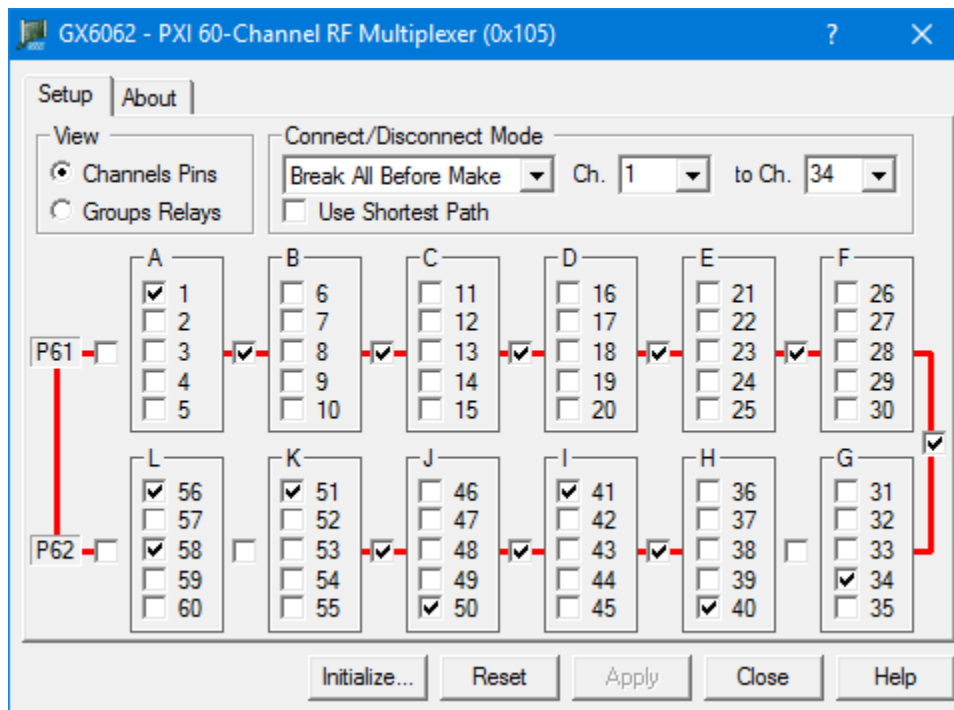 GX6062 - PXI 60-Channel RF Multiplexer (0x105) ?
Setup About
View Connect/Disconnect Mode
Channels Pins Break All Before Make Ch. 1 to Ch. 34
Groups Relays Use Shortest Path
A B C D E F
1 6 11 16 21 26
2 7 12 17 22 27
P61 3 8 13 18 23 28
4 9 14 19 24 29
5 10 15 20 25 30
L K J I H G
56 51 46 41 36 31
57 52 47 42 37 32
P62 58 53 48 43 38 33
59 54 49 44 39 34
60 55 50 45 40 35
Initialize... Reset Apply Close Help